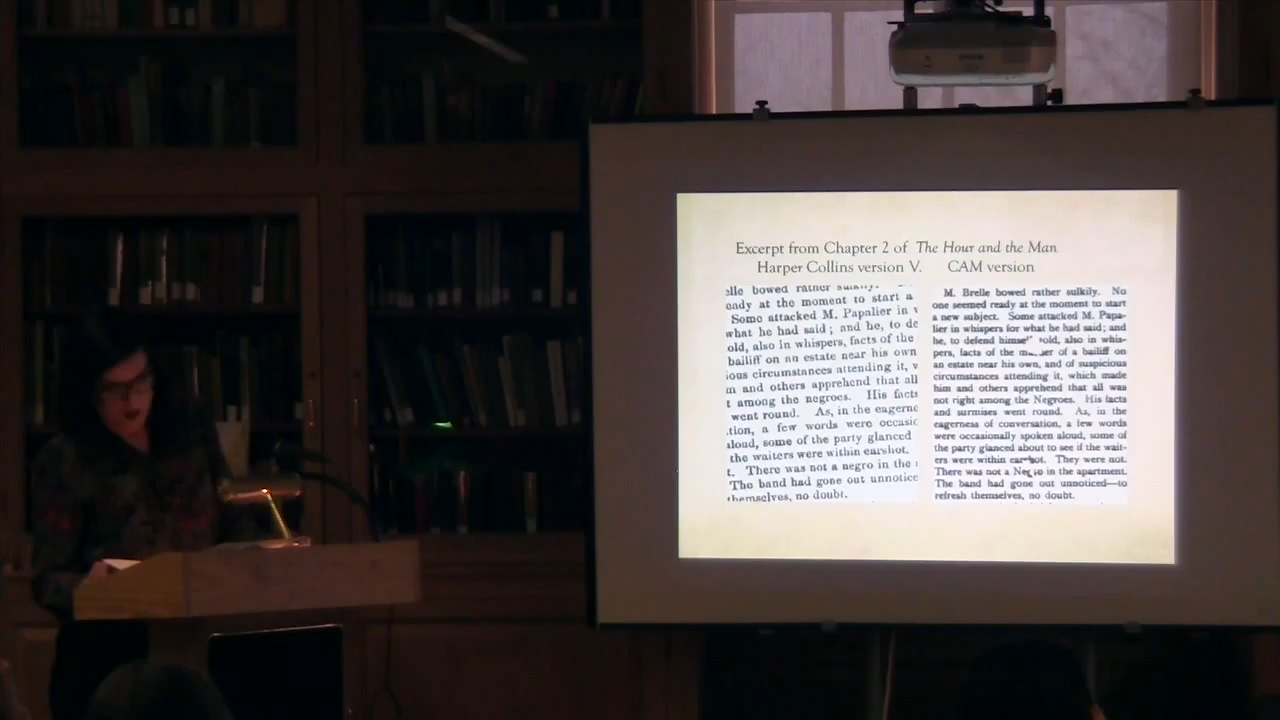 Excerpt from Chapter 2 of The Hour and the Man
Harper Collins version V. CAM version
elle bowed rather sulkily.
eady at the moment to start a
Some attacked M. Papalier in
what he had said ; and he, to de
old, also in whispers, facts of the
bailiff on an estate near his own
ious circumstances attending it,
m and others apprehend that all
t among the negroes. His facts
went round. As, in the eagerne
tion, a few words were occasio
aloud, some of the party glanced
the waiters were within earshot.
t. There was not a negro in the
The band had gone out unnotice
themselves, no doubt.
M. Brelle bowed rather sulkily. No
one seemed ready at the moment to start
a new subject. Some attacked M. Papa-
lier in whispers for what he had said; and
he, to defend himse told, also in whis-
pers, facts of the of a bailiff on
an estate near his own, and of suspicious
circumstances attending it, which made
him and others apprehend that all was
not right among the Negroes. His facts
and surmises went round. As, in the
eagerness of conversation, a few words
were occasionally spoken aloud, some of
the party glanced about to see if the wait-
ers were within earshot. They were not.
There was not a Negro in the apartment.
The band had gone out unnoticed—to
refresh themselves, no doubt.